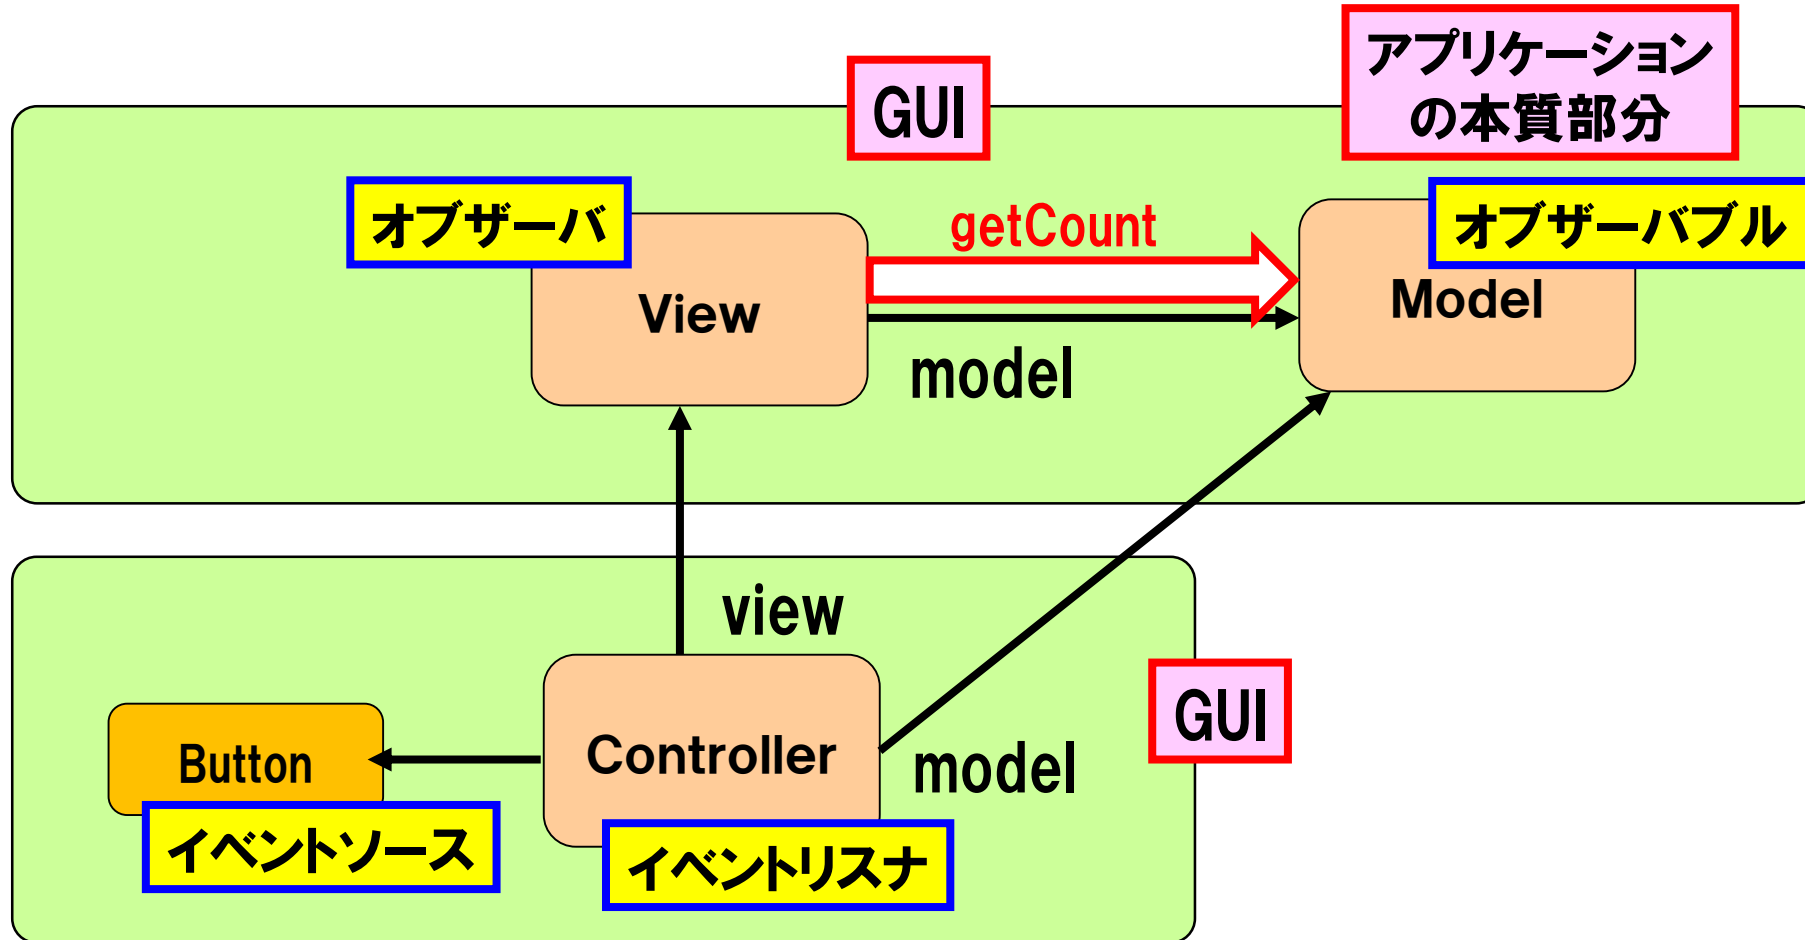 アプリケーション
の本質部分
GUI
オブザーバ
getCount
オブザーバブル
View
Model
model
view
GUI
Controller
Button
model
イベントソース
イベントリスナ